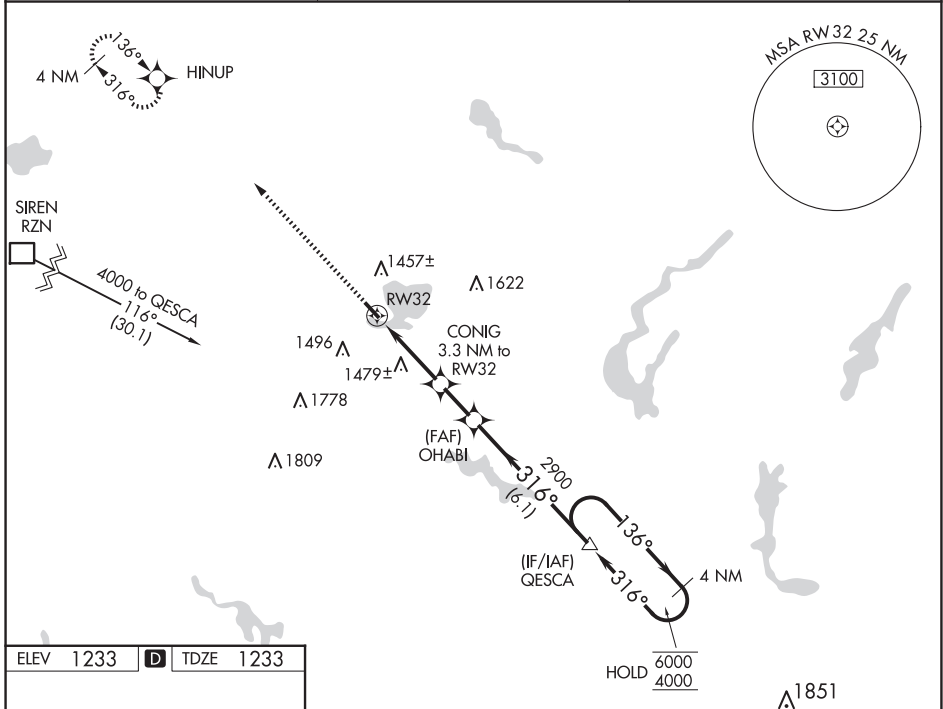 MSA RW 32 25 NM
3100
136°
4 NM
HINUP
316°
SIREN
RZN
4000 to QESCA
116°
(30.1)
1457±
RW32
1622
CONIG
3.3 NM to
RW32
1496
1479±
1778
(FAF)
OHABI
1809
2900
316°
(6.1)
136°
(IF/IAF)
QESCA
316°
4 NM
HOLD
6000
4000
1851
ELEV 1233 D TDZE 1233